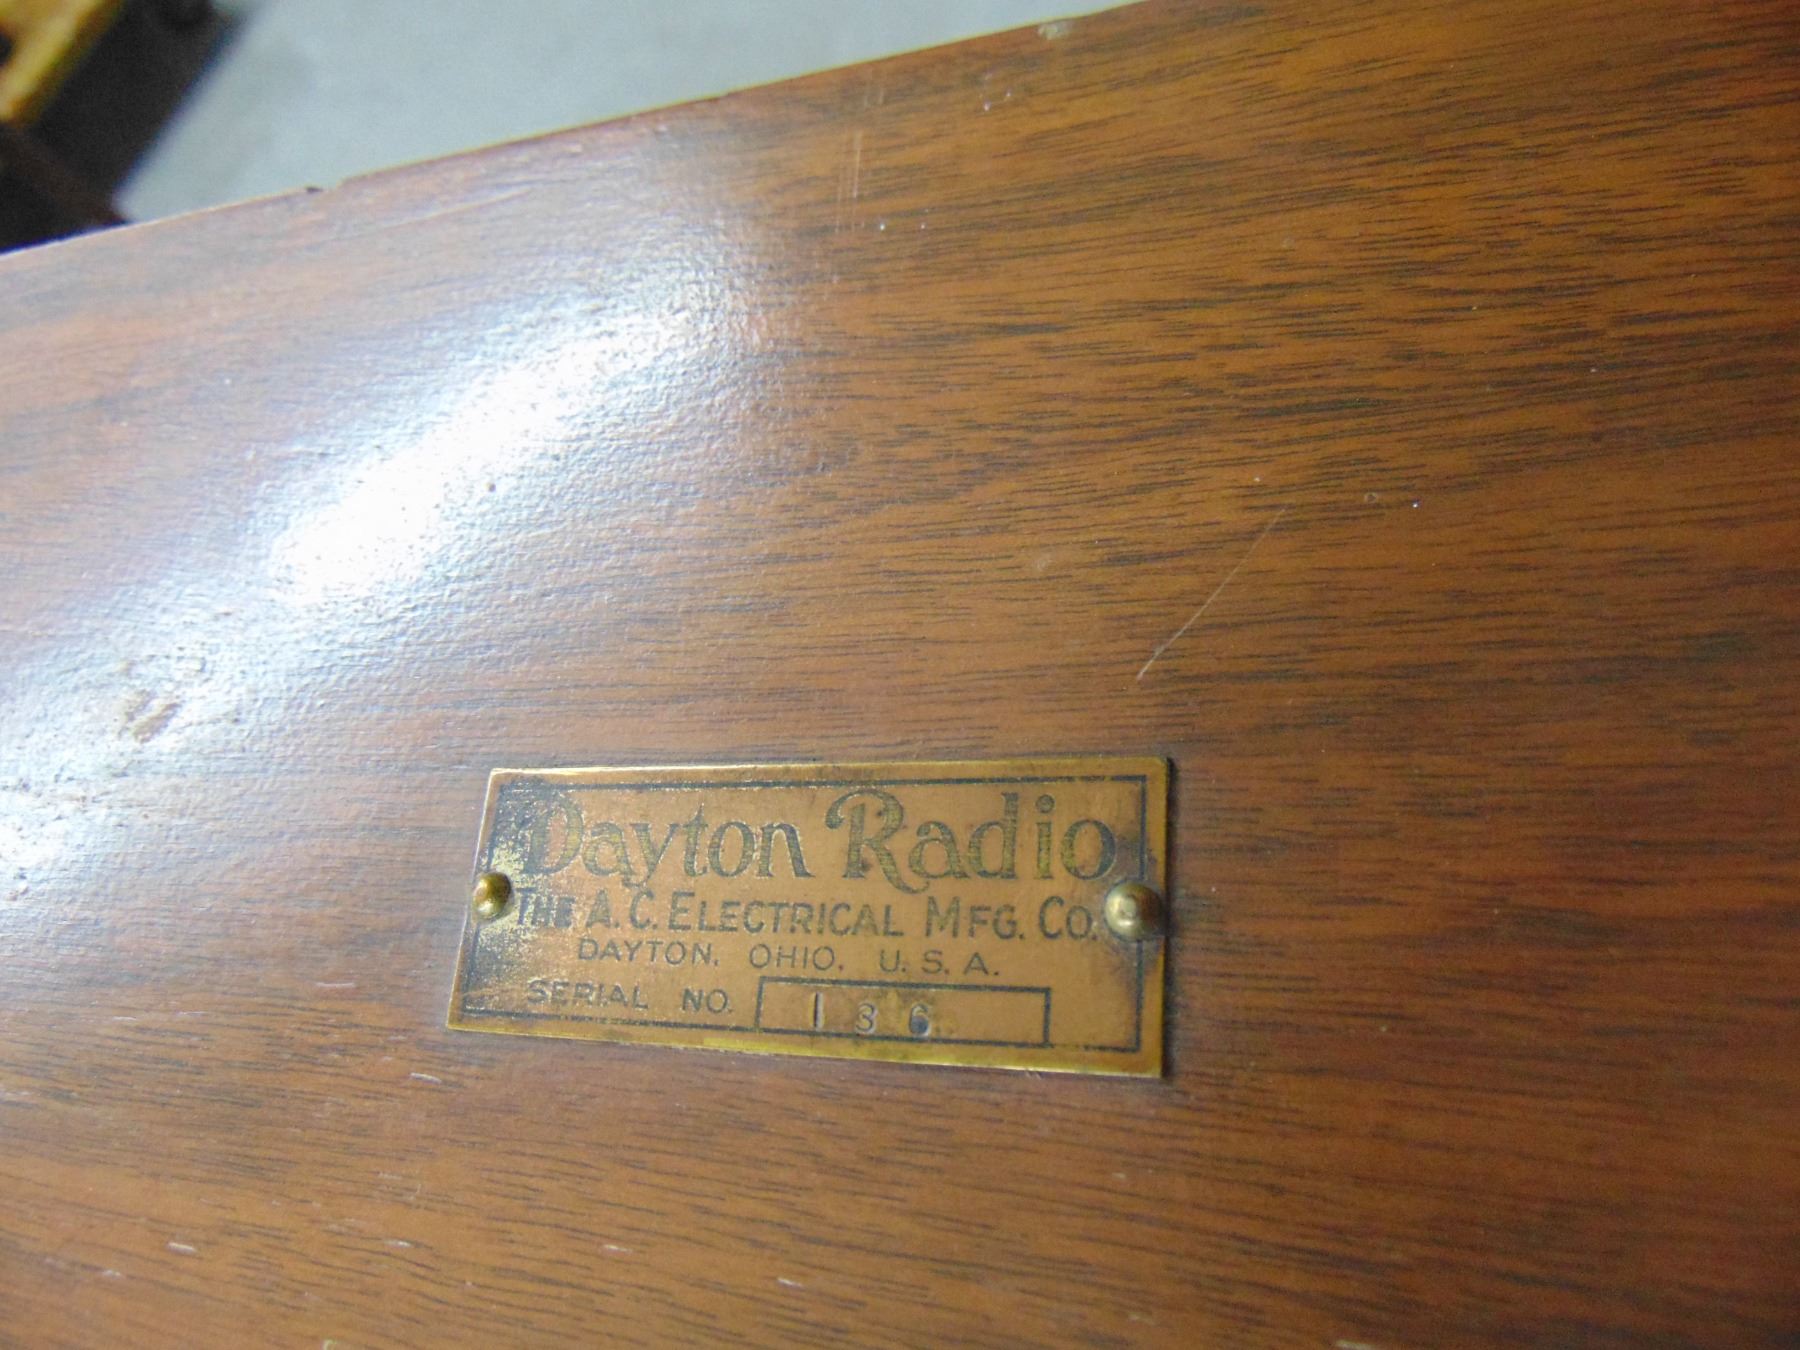 Dayton Radio
THE A.C. ELECTRICAL MFG. CO.
DAYTON, OHIO, U. S. A.
SERIAL NO. 136